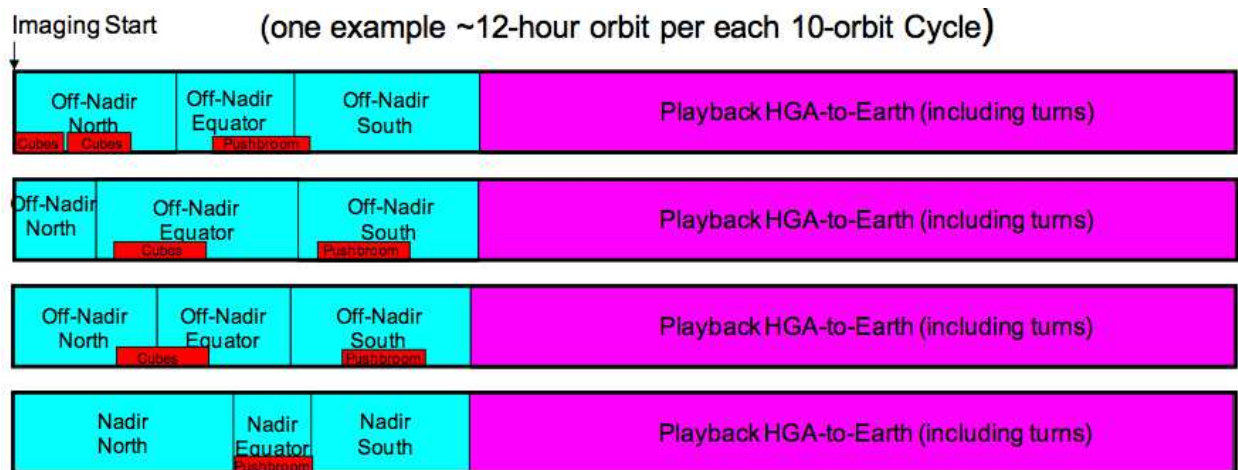 Imaging Start
(one example ~12-hour orbit per each 10-orbit Cycle)
Off-Nadir
North
Off-Nadir
Equator
Off-Nadir
South
Playback HGA-to-Earth (including turns)
Cubes
Cubes
Pushbroom
Off-Nadir
North
Off-Nadir
Equator
Off-Nadir
South
Playback HGA-to-Earth (including turns)
Cubes
Pushbroom
Off-Nadir
North
Off-Nadir
Equator
Off-Nadir
South
Playback HGA-to-Earth (including turns)
Cubes
Pushbroom
Nadir
North
Nadir
Equator
Nadir
South
Playback HGA-to-Earth (including turns)
Pushbroom